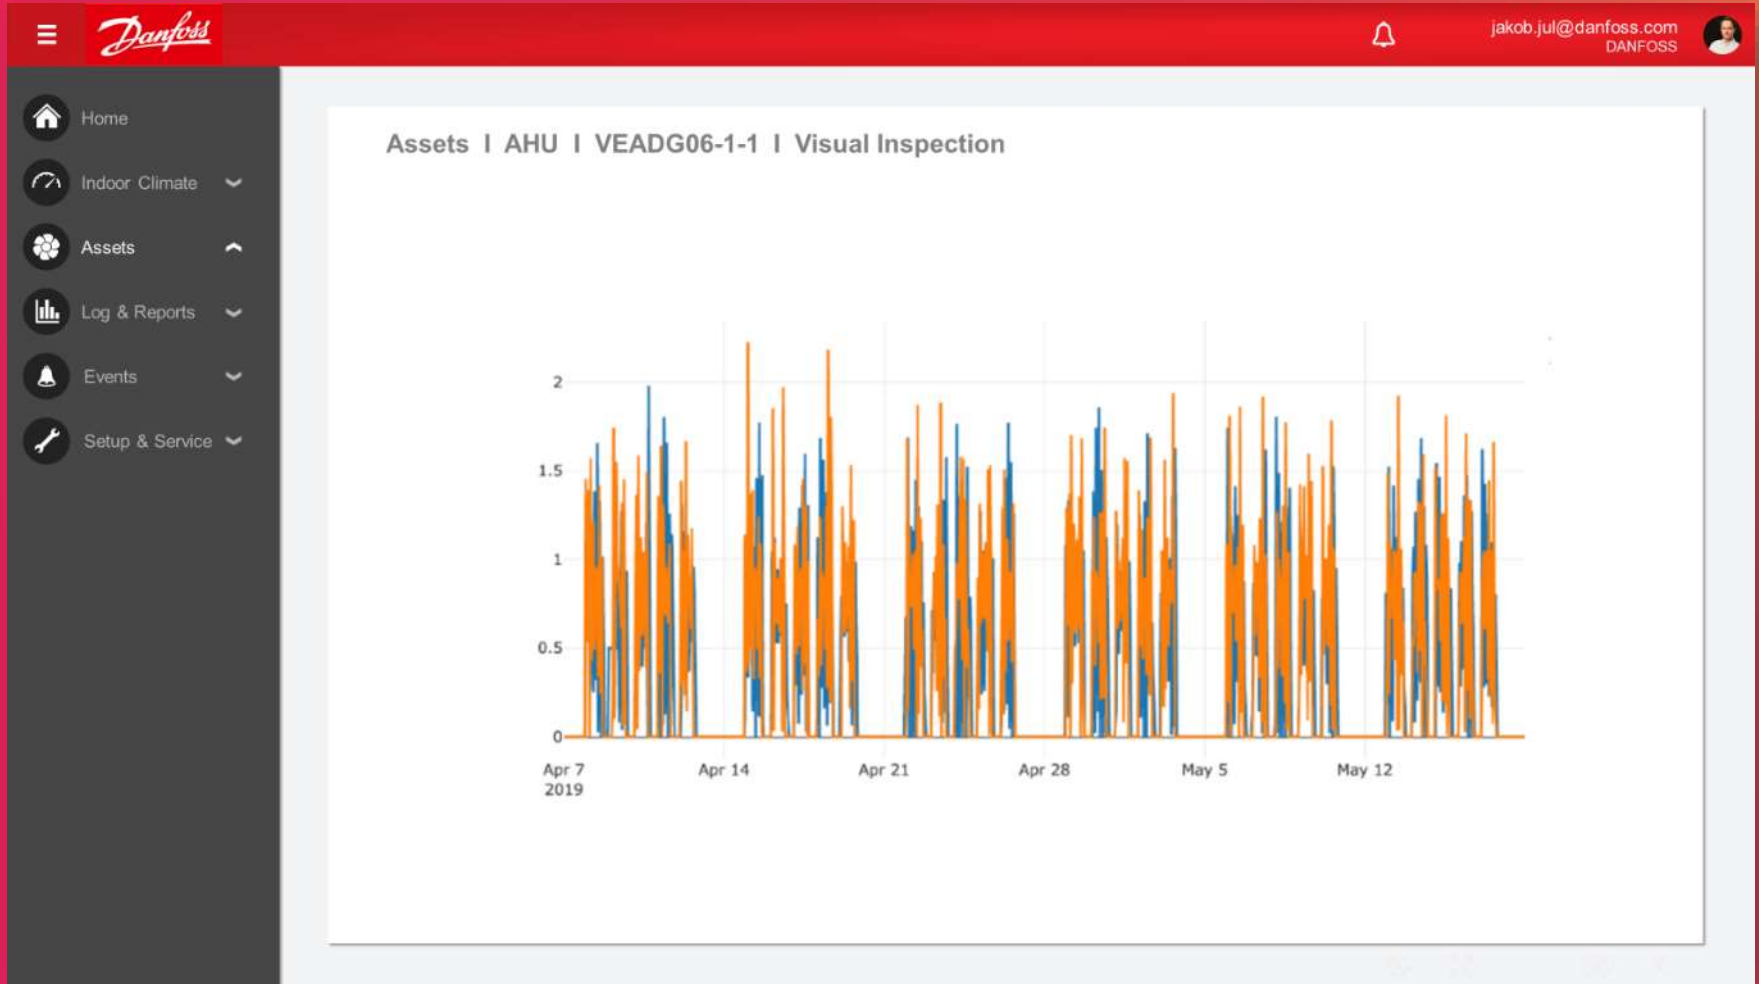 Danfoss
jakob.jul@danfoss.com
DANFOSS
Home
Indoor Climate
Assets
Log & Reports
Events
Setup & Service
Assets I AHU I VEADG06-1-1 I Visual Inspection
2
1.5
1
0.5
0
Apr 7
2019
Apr 14
Apr 21
Apr 28
May 5
May 12